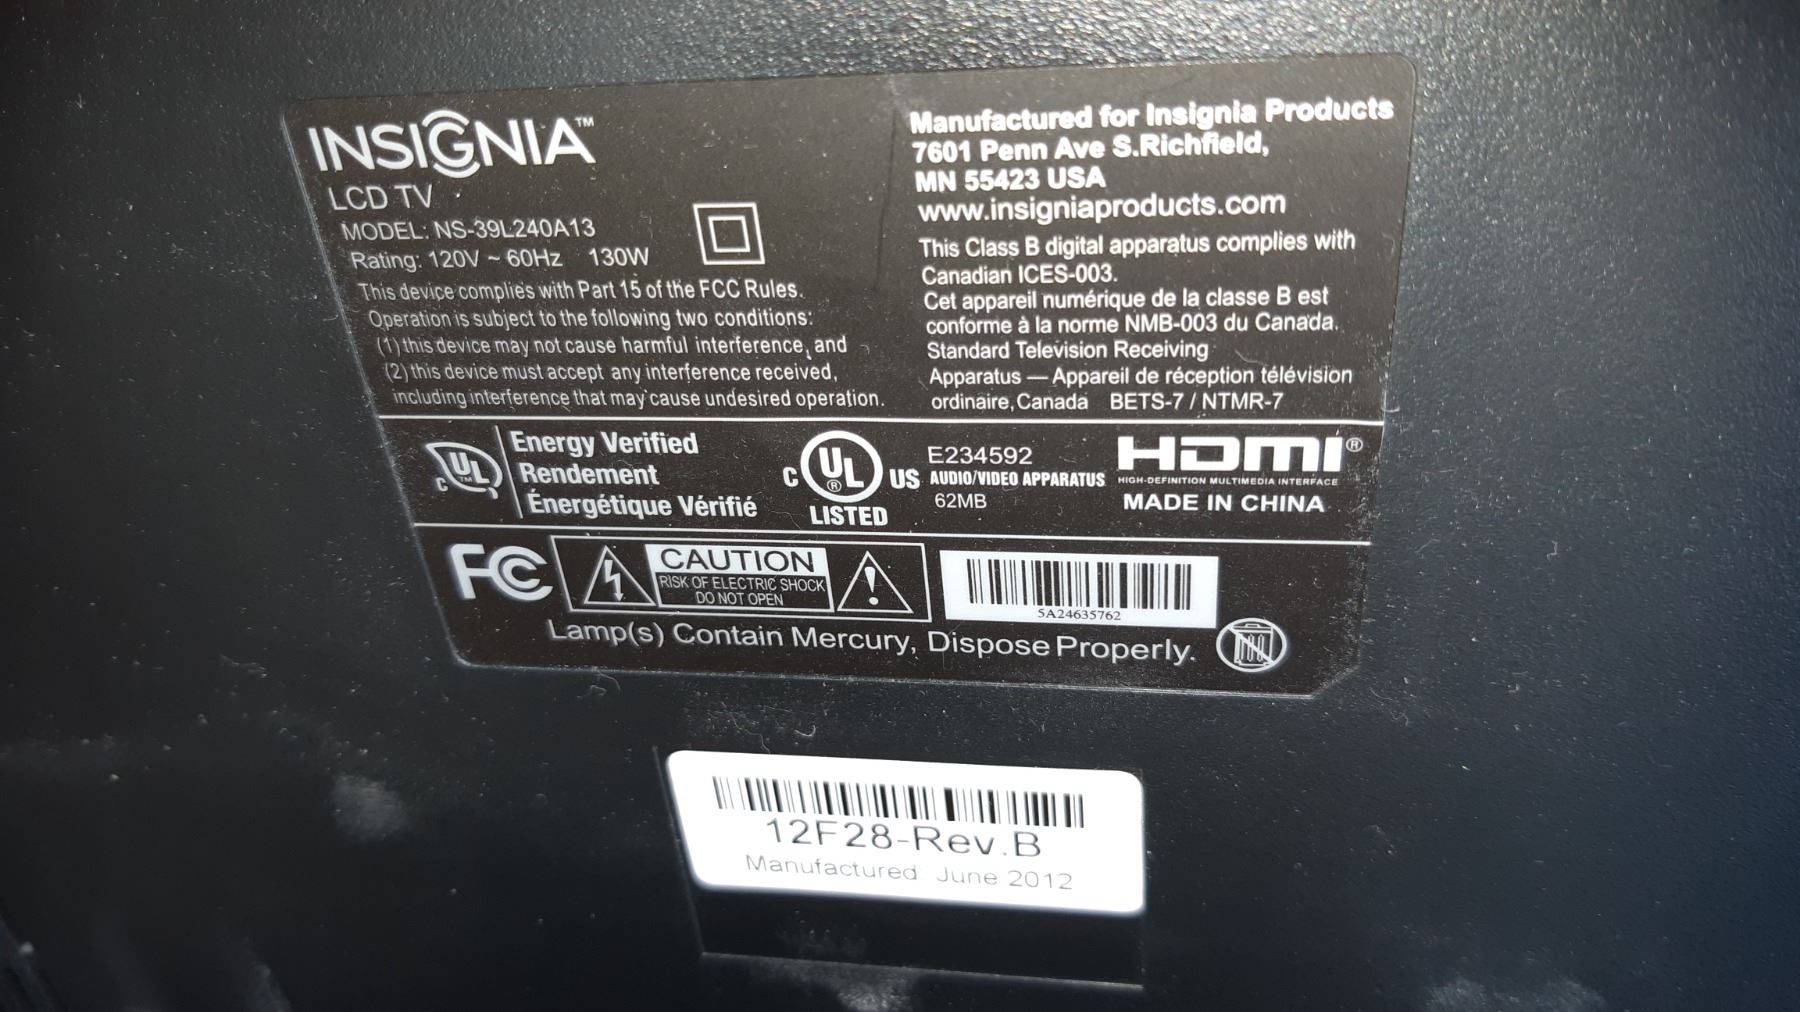 INSIGNIA™
LCD TV
MODEL: NS-39L240A13
Rating: 120V ~ 60Hz 130W
This device complies with Part 15 of the FCC Rules.
Operation is subject to the following two conditions:
(1) this device may not cause harmful interference, and
(2) this device must accept any interference received,
including interference that may cause undesired operation.
Manufactured for Insignia Products
7601 Penn Ave S.Richfield,
MN 55423 USA
www.insigniaproducts.com
This Class B digital apparatus complies with
Canadian ICES-003.
Cet appareil numérique de la classe B est
conforme à la norme NMB-003 du Canada.
Standard Television Receiving
Apparatus — Appareil de réception télévision
ordinaire, Canada BETS-7 / NTMR-7
C UL™
Energy Verified
Rendement
Énergétique Vérifié
C UL® US
LISTED
E234592
AUDIO/VIDEO APPARATUS
62MB
HDMI®
HIGH-DEFINITION MULTIMEDIA INTERFACE
MADE IN CHINA
FC
CAUTION
RISK OF ELECTRIC SHOCK
DO NOT OPEN
5A24635762
Lamp(s) Contain Mercury, Dispose Properly.
12F28-Rev.B
Manufactured June 2012